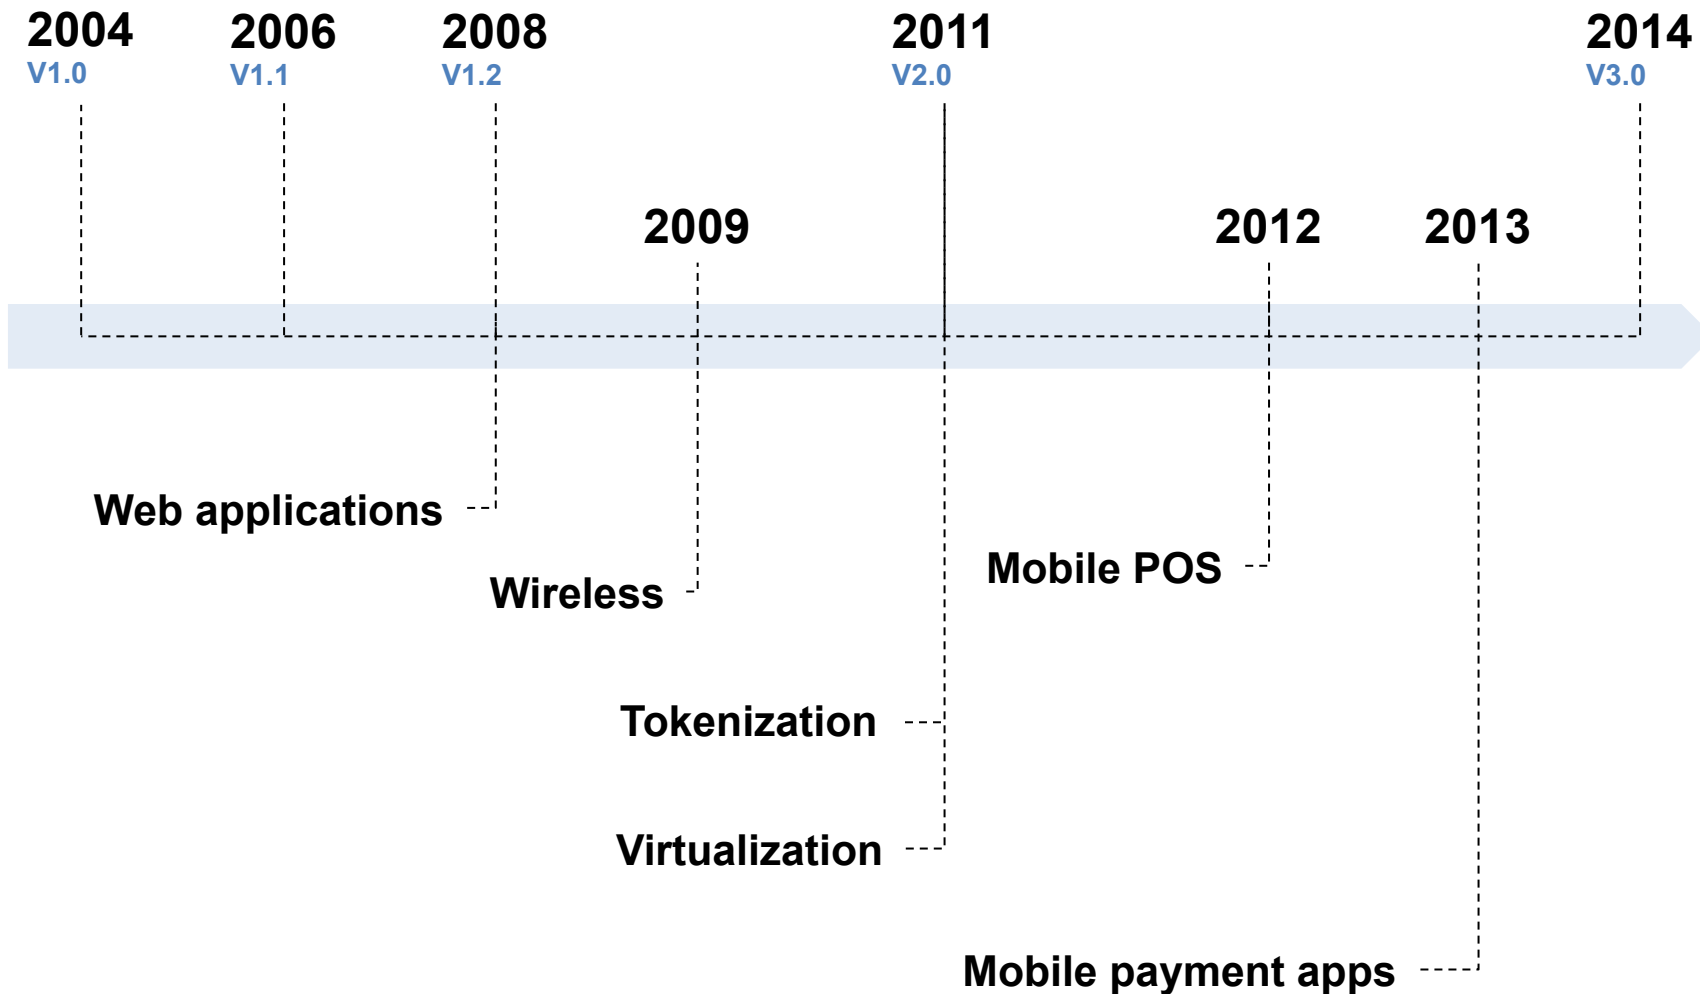 2004
V1.0
2006
V1.1
2008
V1.2
2011
V2.0
2014
V3.0
2009
2012
2013
Web applications
Mobile POS
Wireless
Tokenization
Virtualization
Mobile payment apps